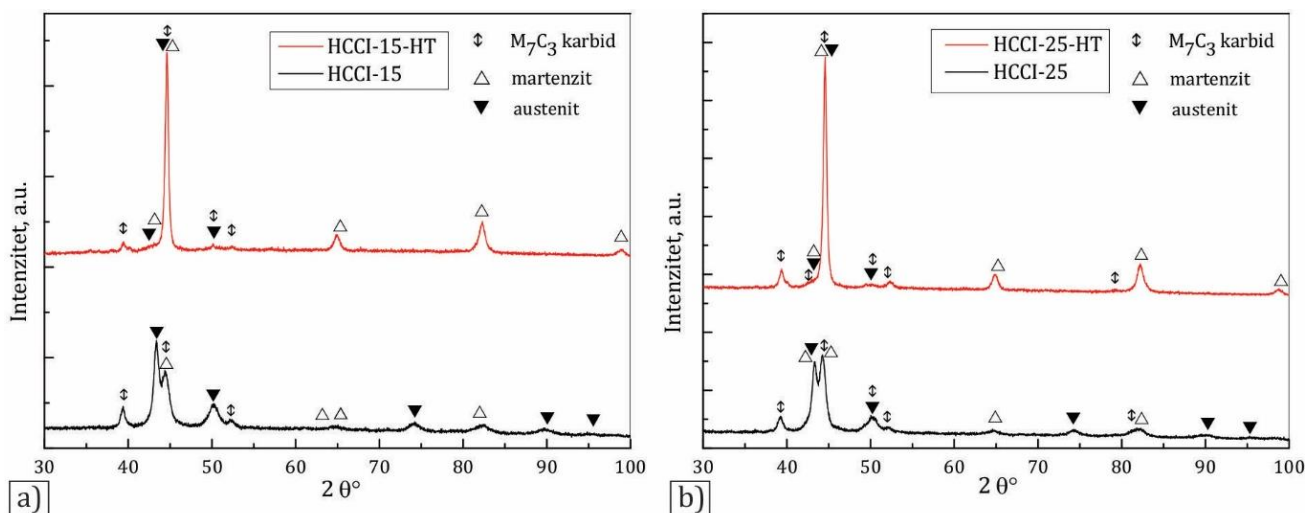 HCCI-15-HT
HCCI-15
M₇C₃ karbid
martenzit
austenit
Intenzitet, a.u.
30 40 50 60 70 80 90 100
2 θ°
a)
HCCI-25-HT
HCCI-25
M₇C₃ karbid
martenzit
austenit
Intenzitet, a.u.
30 40 50 60 70 80 90 100
2 θ°
b)